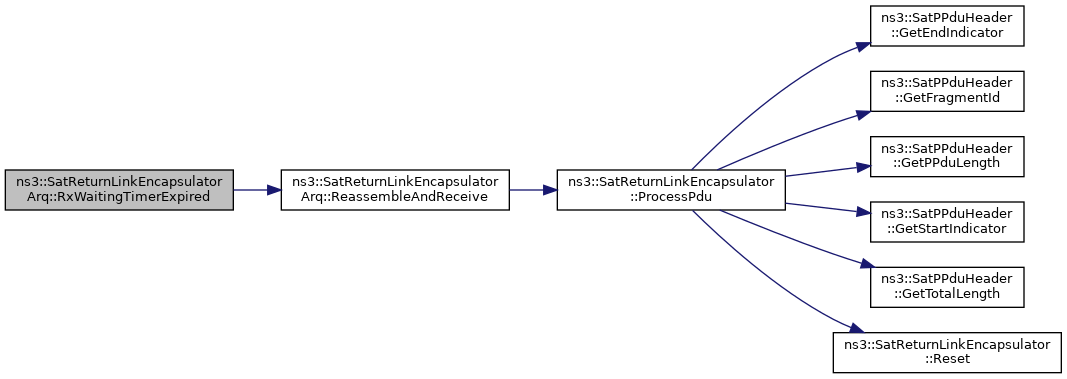 ns3::SatReturnLinkEncapsulator
Arq::RxWaitingTimerExpired
ns3::SatReturnLinkEncapsulator
Arq::ReassembleAndReceive
ns3::SatReturnLinkEncapsulator
::ProcessPdu
ns3::SatPPduHeader
::GetEndIndicator
ns3::SatPPduHeader
::GetFragmentId
ns3::SatPPduHeader
::GetPPduLength
ns3::SatPPduHeader
::GetStartIndicator
ns3::SatPPduHeader
::GetTotalLength
ns3::SatReturnLinkEncapsulator
::Reset